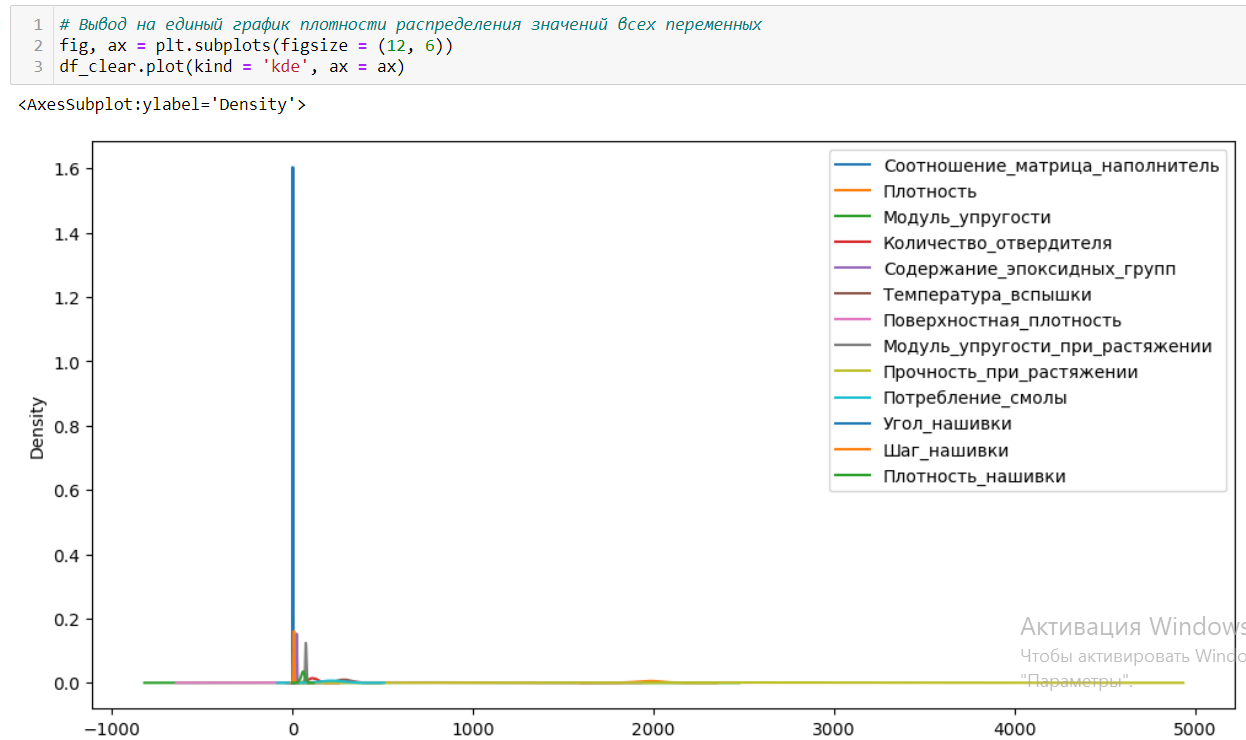 1 # Вывод на единый график плотности распределения значений всех переменных
2 fig, ax = plt.subplots(figsize = (12, 6))
3 df_clear.plot(kind = 'kde', ax = ax)
<AxesSubplot:ylabel='Density'>
1.6
1.4
1.2
1.0
0.8
0.6
0.4
0.2
0.0
Density
Соотношение_матрица_наполнитель
Плотность
Модуль_упругости
Количество_отвердителя
Содержание_эпоксидных_групп
Температура_вспышки
Поверхностная_плотность
Модуль_упругости_при_растяжении
Прочность_при_растяжении
Потребление_смолы
Угол_нашивки
Шаг_нашивки
Плотность_нашивки
Активация Windows
Чтобы активировать Windo
"Параметры".
−1000 0 1000 2000 3000 4000 5000